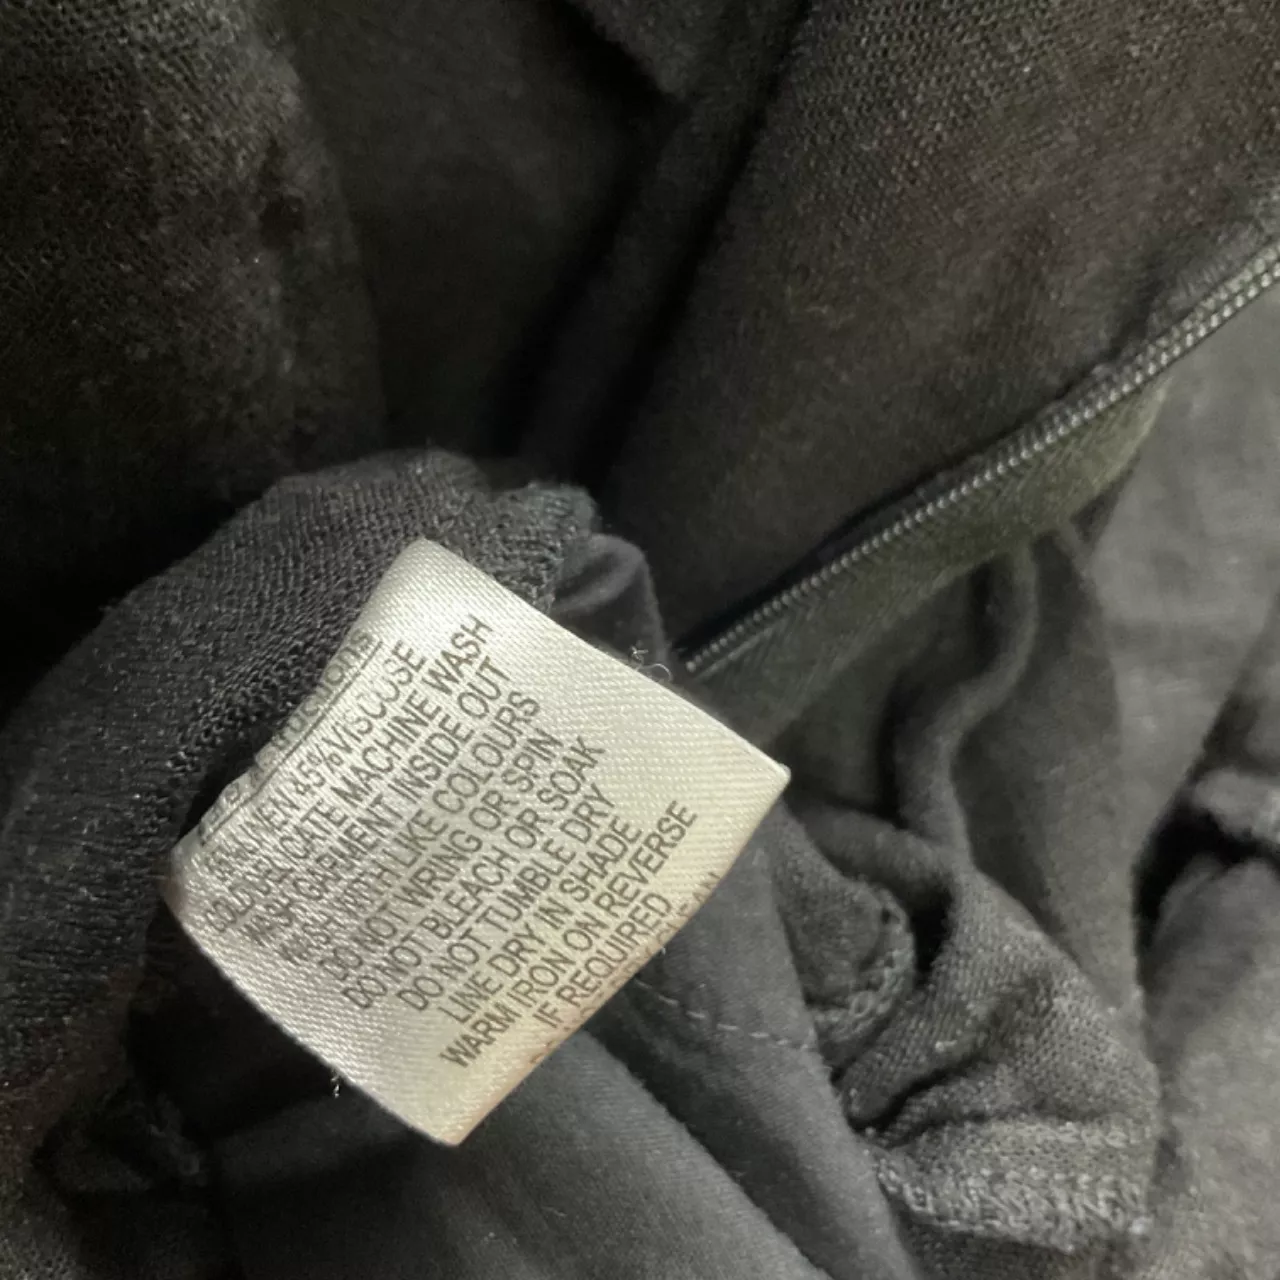 55% LINEN 45% VISCOSE
COLD DELICATE MACHINE WASH
WASH GARMENT INSIDE OUT
WASH WITH LIKE COLOURS
DO NOT WRING OR SPIN
DO NOT BLEACH OR SOAK
DO NOT TUMBLE DRY
LINE DRY IN SHADE
WARM IRON ON REVERSE
IF REQUIRED